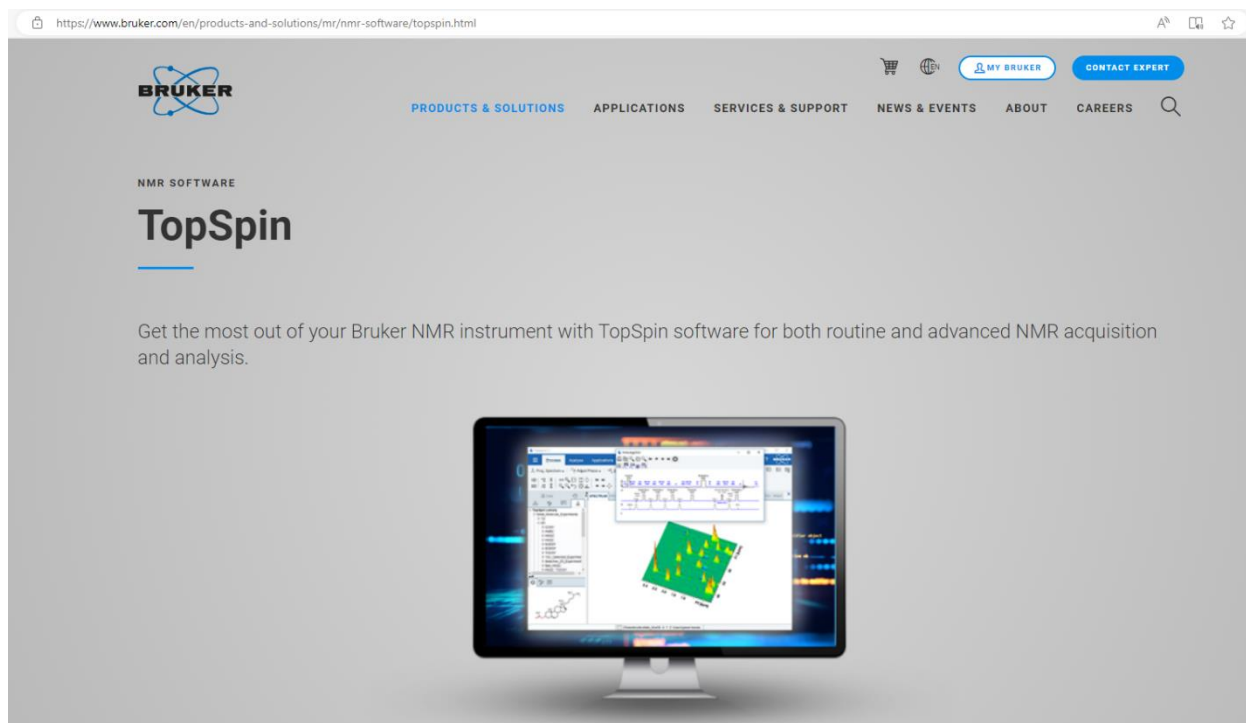 https://www.bruker.com/en/products-and-solutions/mr/nmr-software/topspin.html
BRUKER
EN
MY BRUKER
CONTACT EXPERT
PRODUCTS & SOLUTIONS
APPLICATIONS
SERVICES & SUPPORT
NEWS & EVENTS
ABOUT
CAREERS
NMR SOFTWARE
TopSpin
Get the most out of your Bruker NMR instrument with TopSpin software for both routine and advanced NMR acquisition
and analysis.